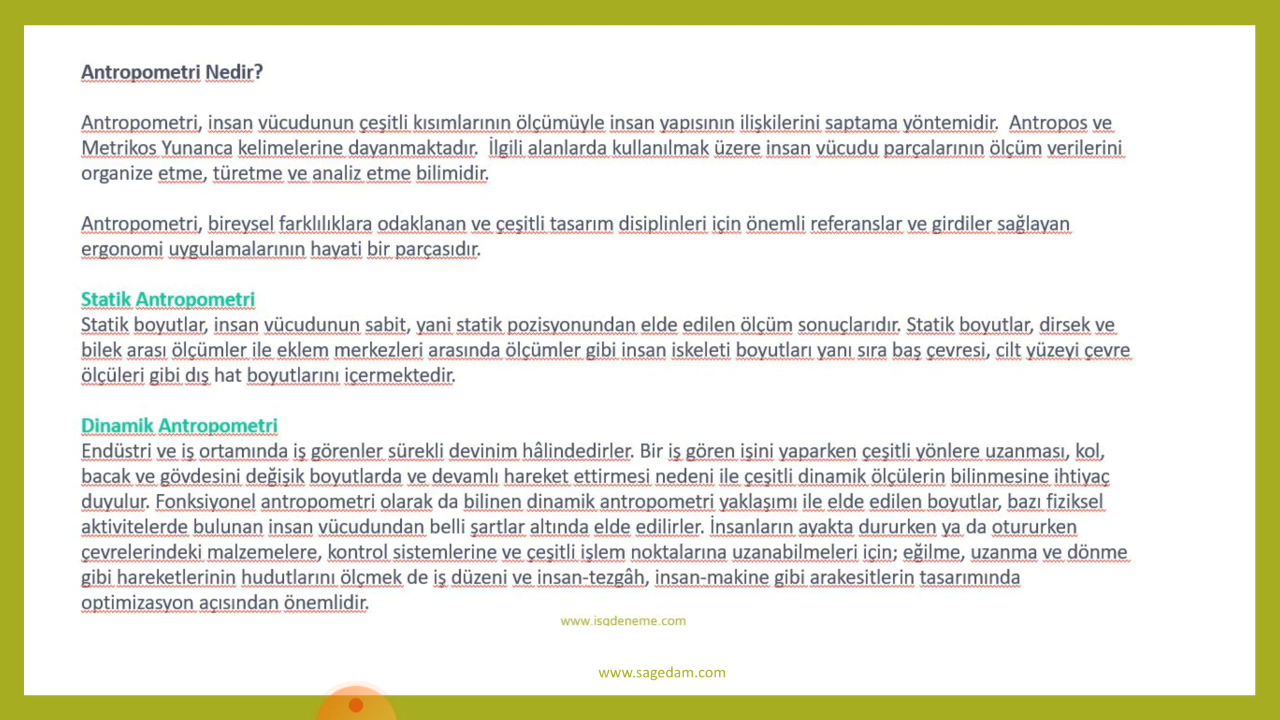 Antropometri Nedir?
Antropometri, insan vücudunun çeşitli kısımlarının ölçümüyle insan yapısının ilişkilerini saptama yöntemidir.  Antropos ve
Metrikos Yunanca kelimelerine dayanmaktadır.  İlgili alanlarda kullanılmak üzere insan vücudu parçalarının ölçüm verilerini
organize etme, türetme ve analiz etme bilimidir.
Antropometri, bireysel farklılıklara odaklanan ve çeşitli tasarım disiplinleri için önemli referanslar ve girdiler sağlayan
ergonomi uygulamalarının hayati bir parçasıdır.
Statik Antropometri
Statik boyutlar, insan vücudunun sabit, yani statik pozisyonundan elde edilen ölçüm sonuçlarıdır. Statik boyutlar, dirsek ve
bilek arası ölçümler ile eklem merkezleri arasında ölçümler gibi insan iskeleti boyutları yanı sıra baş çevresi, cilt yüzeyi çevre
ölçüleri gibi dış hat boyutlarını içermektedir.
Dinamik Antropometri
Endüstri ve iş ortamında iş görenler sürekli devinim hâlindedirler. Bir iş gören işini yaparken çeşitli yönlere uzanması, kol,
bacak ve gövdesini değişik boyutlarda ve devamlı hareket ettirmesi nedeni ile çeşitli dinamik ölçülerin bilinmesine ihtiyaç
duyulur. Fonksiyonel antropometri olarak da bilinen dinamik antropometri yaklaşımı ile elde edilen boyutlar, bazı fiziksel
aktivitelerde bulunan insan vücudundan belli şartlar altında elde edilirler. İnsanların ayakta dururken ya da otururken
çevrelerindeki malzemelere, kontrol sistemlerine ve çeşitli işlem noktalarına uzanabilmeleri için; eğilme, uzanma ve dönme
gibi hareketlerinin hudutlarını ölçmek de iş düzeni ve insan-tezgâh, insan-makine gibi arakesitlerin tasarımında
optimizasyon açısından önemlidir.
www.isgdeneme.com
www.sagedam.com